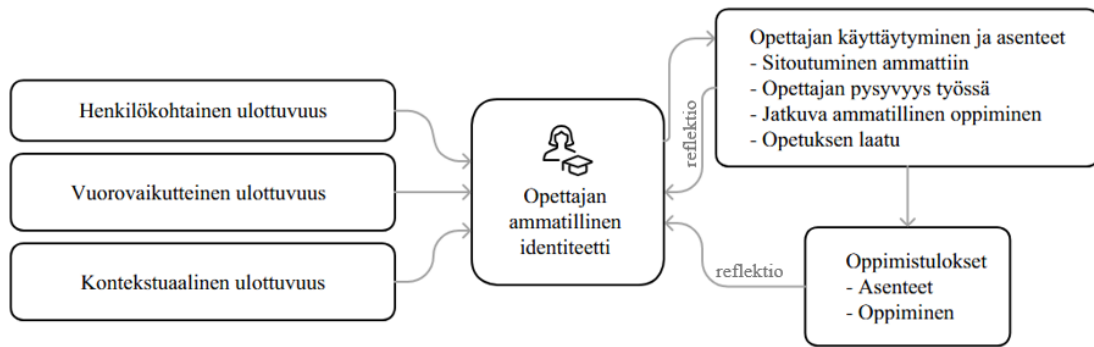 Henkilökohtainen ulottuvuus
Vuorovaikutteinen ulottuvuus
Kontekstuaalinen ulottuvuus
Opettajan
ammatillinen
identiteetti
reflektio
Opettajan käyttäytyminen ja asenteet
- Sitoutuminen ammattiin
- Opettajan pysyvyys työssä
- Jatkuva ammatillinen oppiminen
- Opetuksen laatu
reflektio
Oppimistulokset
- Asenteet
- Oppiminen